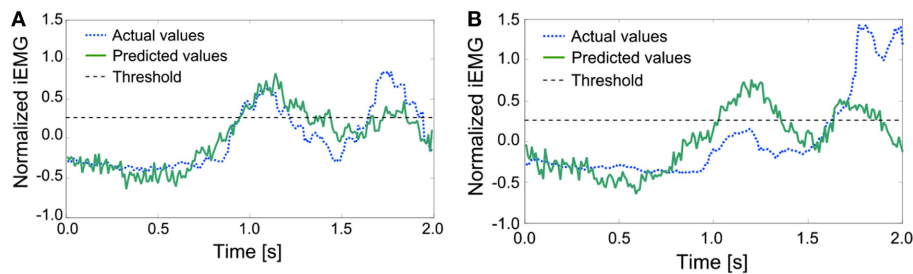 A
Normalized iEMG
1.5
1.0
0.5
0.0
-0.5
-1.0
Actual values
Predicted values
Threshold
0.0 0.5 1.0 1.5 2.0
Time [s]
B
Normalized iEMG
1.5
1.0
0.5
0.0
-0.5
-1.0
Actual values
Predicted values
Threshold
0.0 0.5 1.0 1.5 2.0
Time [s]